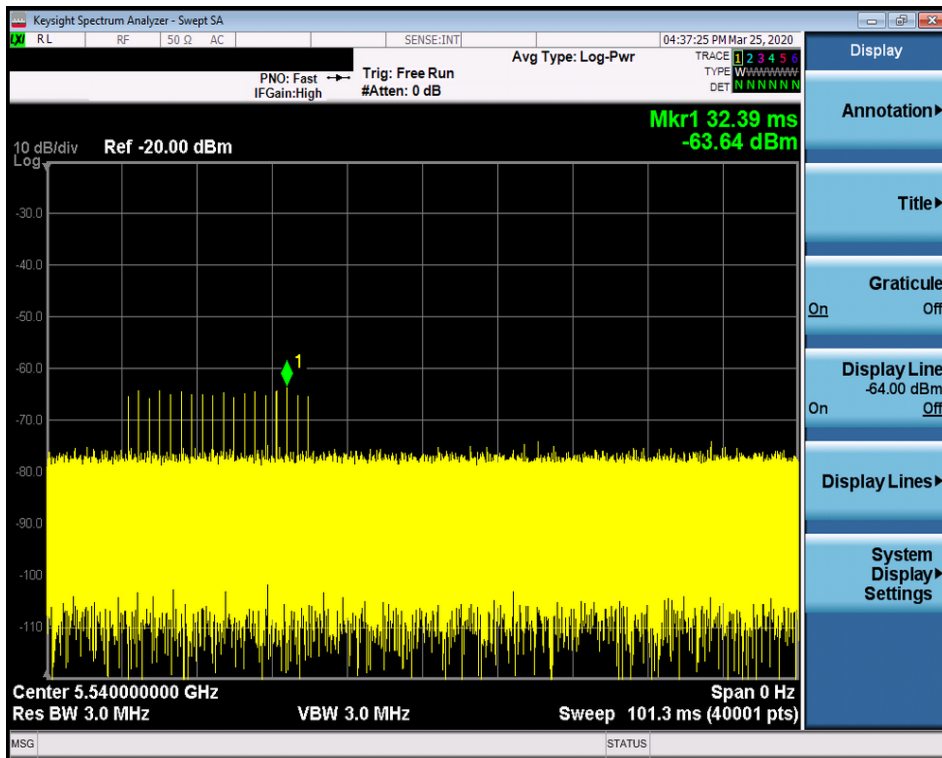 Keysight Spectrum Analyzer - Swept SA
LXI RL RF 50 Ω AC SENSE:INT 04:37:25 PM Mar 25, 2020
Display
Avg Type: Log-Pwr
TRACE 1 2 3 4 5 6
PNO: Fast Trig: Free Run
TYPE WWWWWWW
IFGain:High #Atten: 0 dB
DET N N N N N N
Annotation
Mkr1 32.39 ms
-63.64 dBm
10 dB/div Ref -20.00 dBm
Log
Title
-30.0
-40.0
Graticule
On Off
-50.0
-60.0
1
Display Line
-64.00 dBm
On Off
-70.0
-80.0
Display Lines
-90.0
System
Display
Settings
-100
-110
Center 5.540000000 GHz Span 0 Hz
Res BW 3.0 MHz VBW 3.0 MHz Sweep 101.3 ms (40001 pts)
MSG STATUS